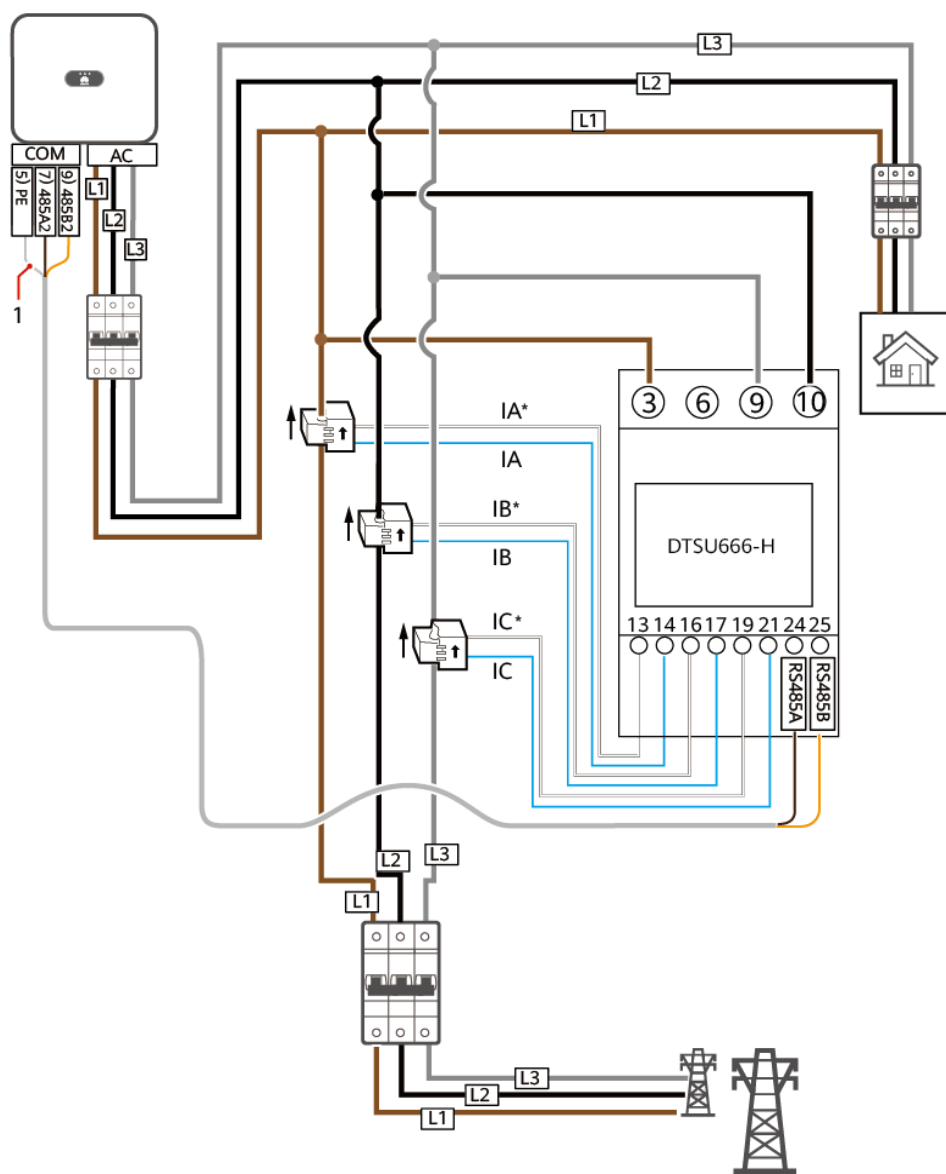 L3
L2
L1
COM
AC
5) PE
7) 485A2
9) 485B2
L1
L2
L3
1
3
6
9
10
IA*
IA
IB*
IB
DTSU666-H
IC*
IC
13 14 16 17 19 21 24 25
RS485A
RS485B
L2
L3
L1
L3
L2
L1